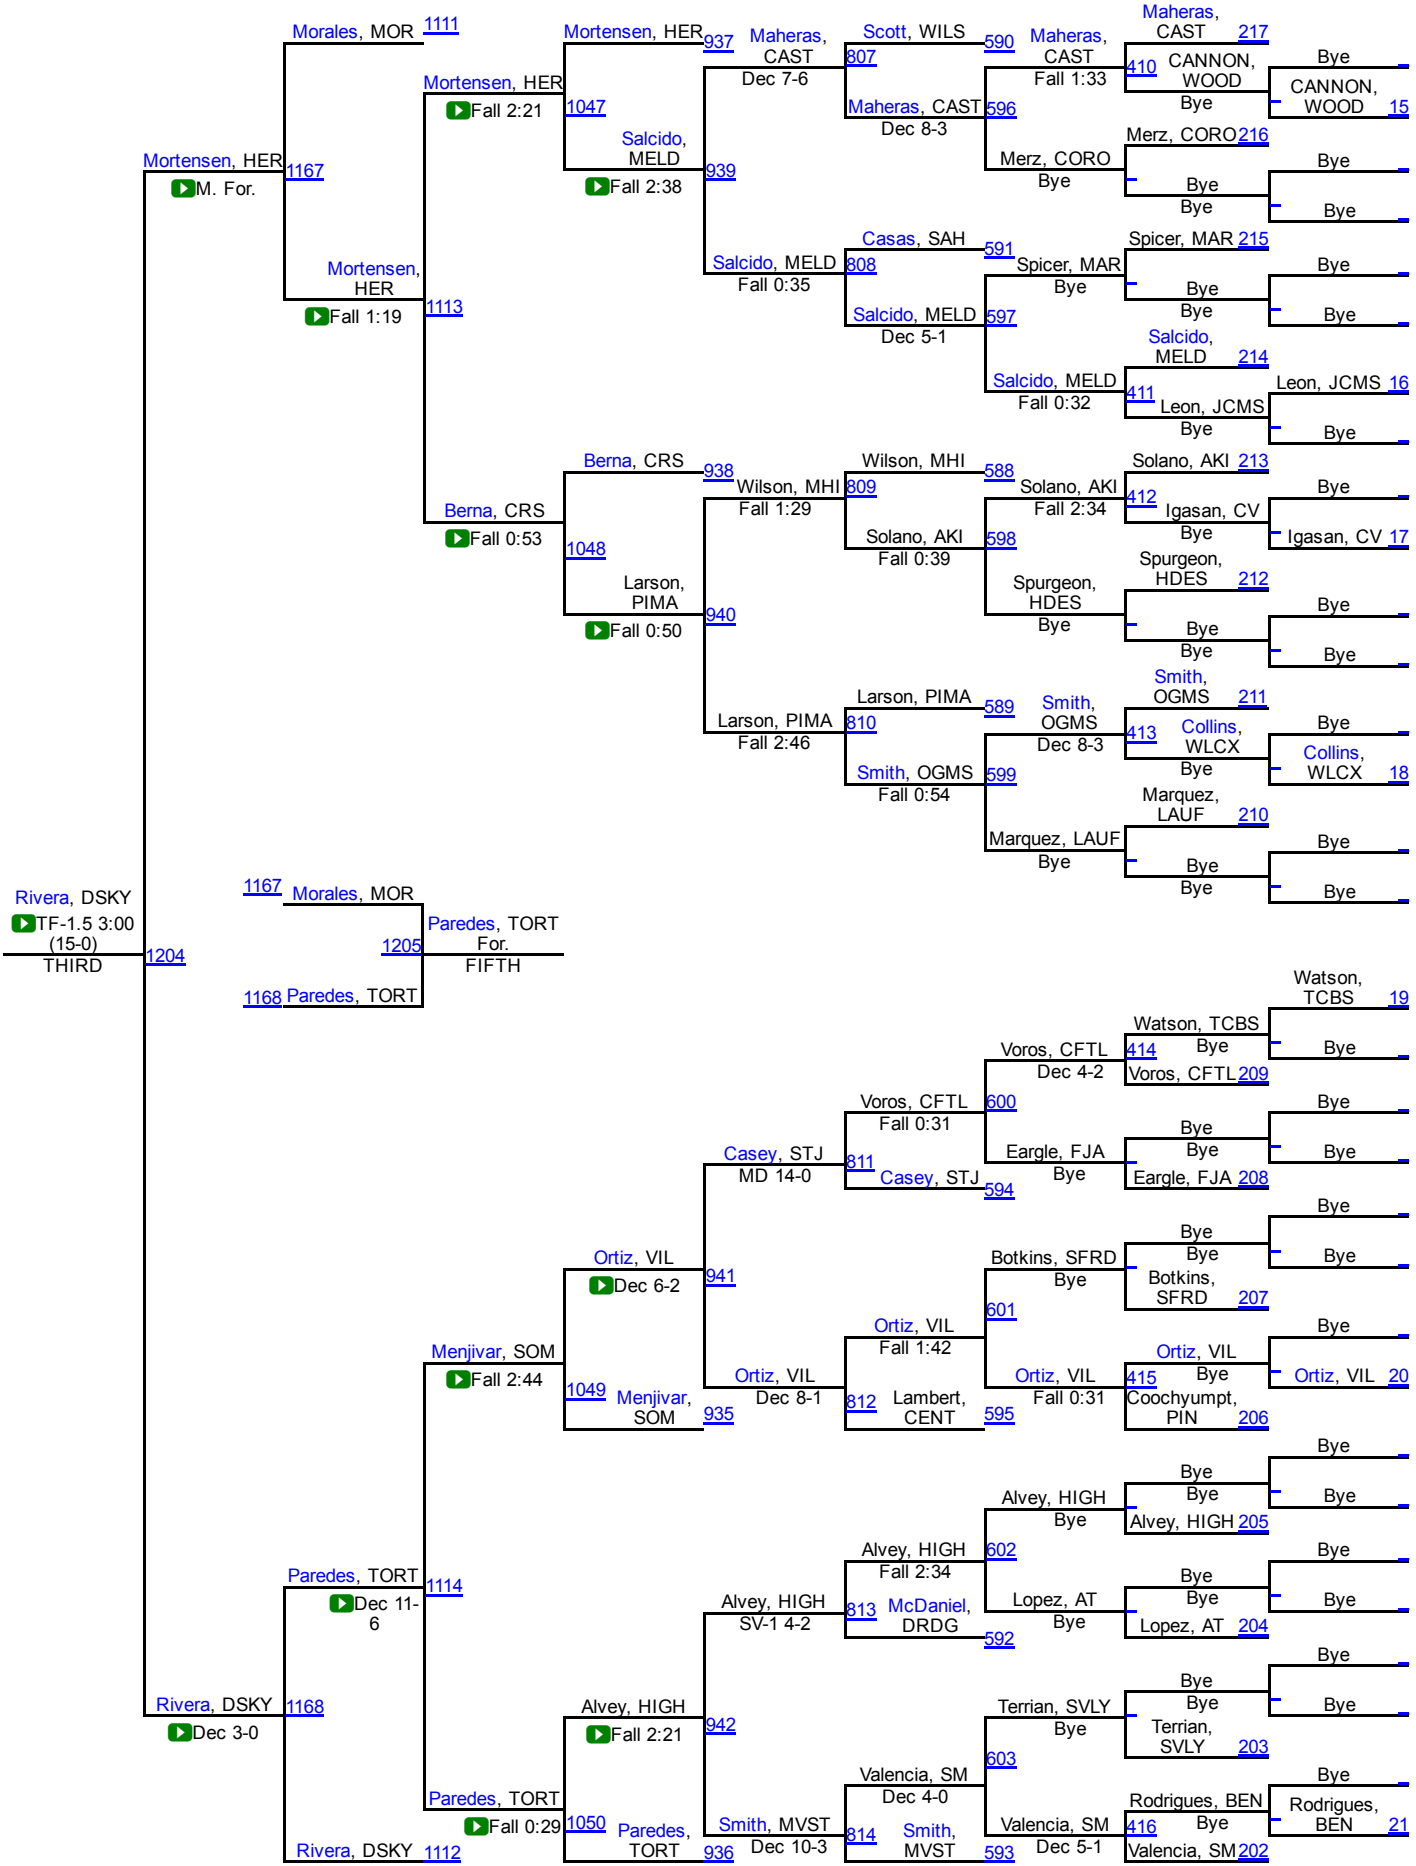 Morales, MOR 1111
Mortensen, HER 937
Maheras,
CAST
Dec 7-6
Scott, WILS 590
807
Maheras,
CAST
Fall 1:33
Maheras,
CAST 217
410 CANNON,
WOOD
Bye
Bye
CANNON,
WOOD 15
Mortensen, HER
Fall 2:21
1047
Maheras, CAST 596
Dec 8-3
Merz, CORO 216
Salcido,
MELD
Fall 2:38
939
Merz, CORO
Bye
Bye
Bye
Bye
Bye
Mortensen, HER 1167
M. For.
Casas, SAH 591
Spicer, MAR 215
Salcido, MELD 808
Fall 0:35
Spicer, MAR
Bye
Bye
Bye
Bye
Bye
Mortensen,
HER
Fall 1:19
1113
Salcido, MELD 597
Dec 5-1
Salcido,
MELD 214
Salcido, MELD
Fall 0:32
411 Leon, JCMS
Bye
Leon, JCMS 16
Bye
Berna, CRS 938
Wilson, MHI 588
Solano, AKI 213
Wilson, MHI 809
Fall 1:29
Solano, AKI
Fall 2:34
412
Igasan, CV
Bye
Bye
Igasan, CV 17
Berna, CRS
Fall 0:53
1048
Solano, AKI 598
Fall 0:39
Spurgeon,
HDES 212
Larson,
PIMA
Fall 0:50
940
Spurgeon,
HDES
Bye
Bye
Bye
Bye
Bye
Larson, PIMA 589
Smith,
OGMS
Dec 8-3
Smith,
OGMS 211
Larson, PIMA 810
Fall 2:46
413 Collins,
WLCX
Bye
Bye
Collins,
WLCX 18
Smith, OGMS 599
Fall 0:54
Marquez,
LAUF 210
Marquez, LAUF
Bye
Bye
Bye
Bye
Bye
Rivera, DSKY
TF-1.5 3:00
(15-0)
THIRD
1204
1167 Morales, MOR
1205
Paredes, TORT
For.
FIFTH
1168 Paredes, TORT
Watson,
TCBS 19
Watson, TCBS
Bye
Bye
Voros, CFTL
Dec 4-2
414
Voros, CFTL 209
Voros, CFTL 600
Fall 0:31
Bye
Bye
Bye
Bye
Casey, STJ
MD 14-0
811
Eargle, FJA
Bye
Eargle, FJA 208
Casey, STJ 594
Ortiz, VIL
Dec 6-2
941
Botkins, SFRD
Bye
Bye
Bye
Bye
Bye
Botkins,
SFRD 207
601
Ortiz, VIL
Fall 1:42
Bye
Ortiz, VIL 20
Menjivar, SOM
Fall 2:44
1049 Menjivar,
SOM 935
Ortiz, VIL
Dec 8-1
812 Lambert,
CENT 595
Ortiz, VIL
Fall 0:31
Ortiz, VIL
Bye
415
Coochyumpt,
PIN 206
Alvey, HIGH
Bye
Bye
Bye
Bye
Bye
Alvey, HIGH 205
Paredes, TORT
Dec 11-
6
1114
Alvey, HIGH
SV-1 4-2
Alvey, HIGH 602
Fall 2:34
813 McDaniel,
DRDG 592
Lopez, AT
Bye
Bye
Bye
Bye
Bye
Lopez, AT 204
Rivera, DSKY 1168
Dec 3-0
Alvey, HIGH
Fall 2:21
942
Terrian, SVLY
Bye
Bye
Bye
Bye
Bye
Terrian,
SVLY 203
603
Valencia, SM
Dec 4-0
Paredes, TORT
Fall 0:29
1050 Paredes,
TORT 936
Smith, MVST
Dec 10-3
814 Smith,
MVST 593
Valencia, SM
Dec 5-1
Rodrigues, BEN
Bye
416
Valencia, SM 202
Bye
Rodrigues,
BEN 21
Rivera, DSKY 1112